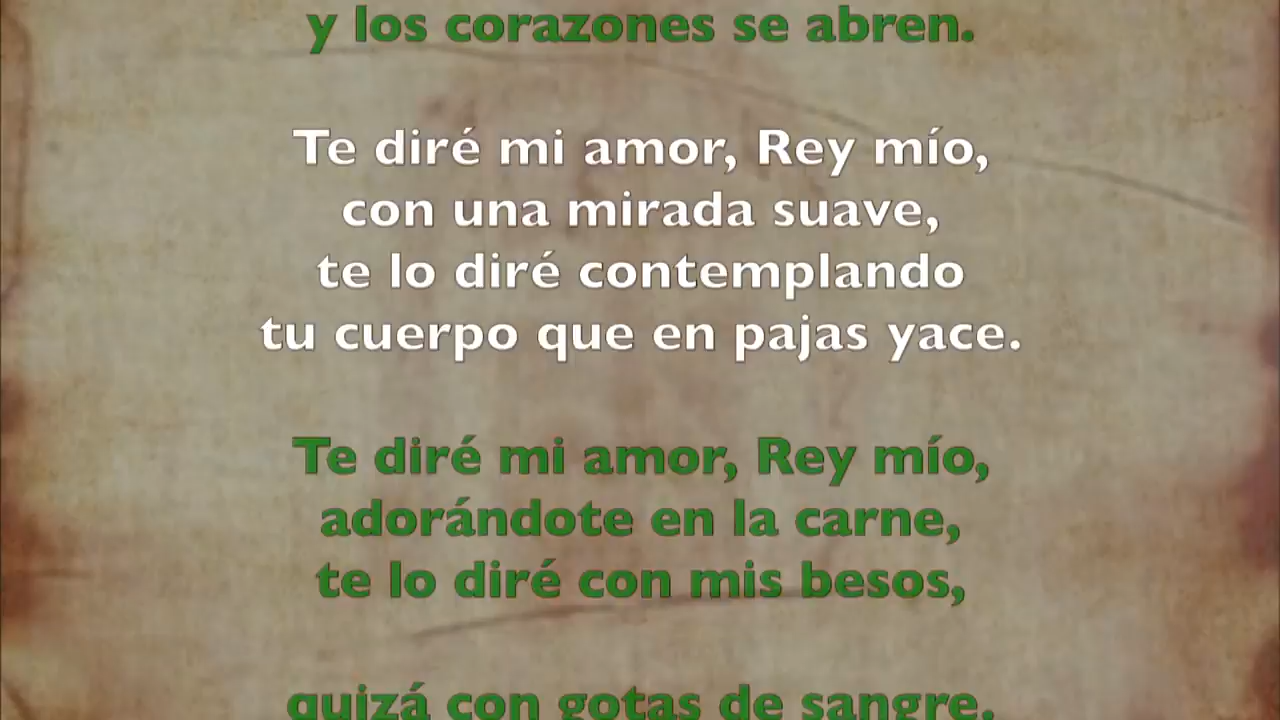 y los corazones se abren.
Te diré mi amor, Rey mío,
con una mirada suave,
te lo diré contemplando
tu cuerpo que en pajas yace.
Te diré mi amor, Rey mío,
adorándote en la carne,
te lo diré con mis besos,
quizá con gotas de sangre.